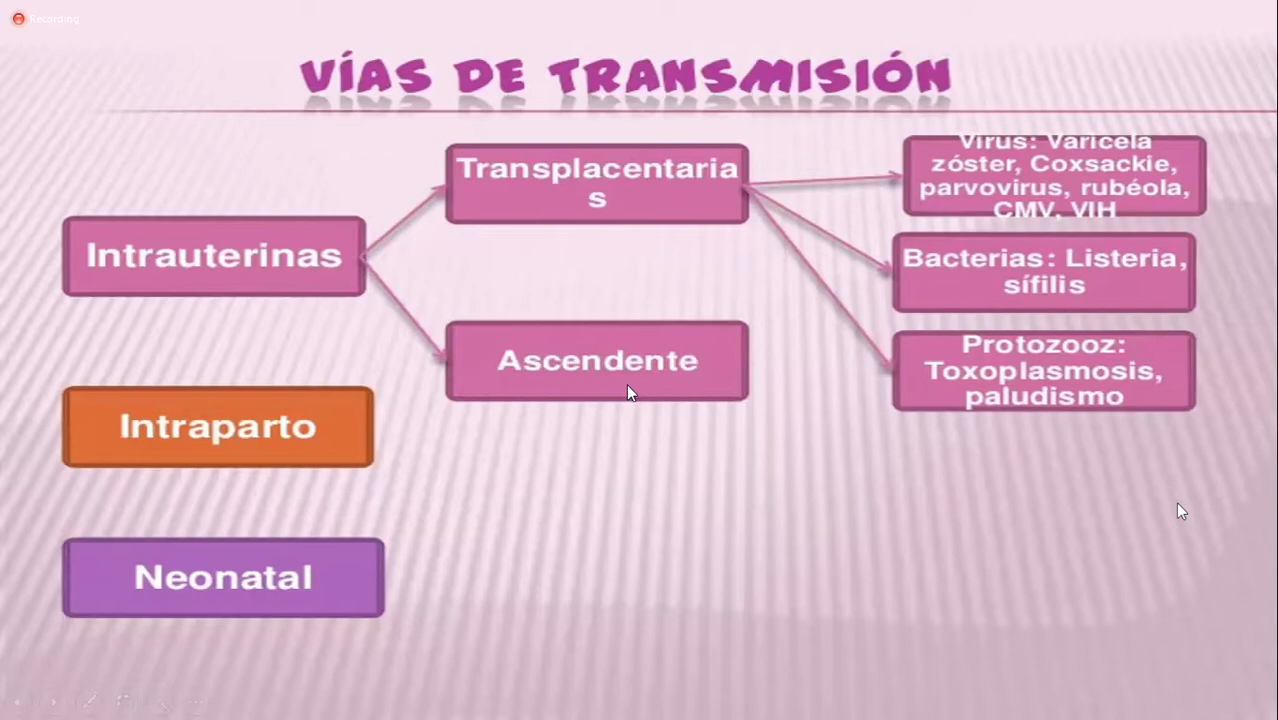 Recording
VÍAS DE TRANSMISIÓN
Intrauterinas
Transplacentaria
s
Ascendente
Virus: Varicela
zóster, Coxsackie,
parvovirus, rubéola,
CMV, VIH
Bacterias: Listeria,
sífilis
Protozooz:
Toxoplasmosis,
paludismo
Intraparto
Neonatal